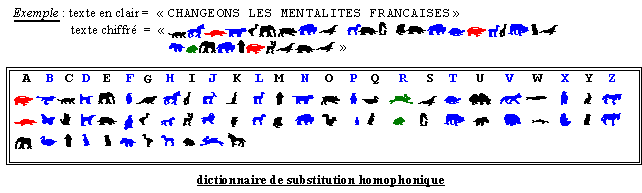 Exemple : texte en clair = « CHANGEONS LES MENTALITES FRANCAISES »
texte chiffré = «
»
A B C D E F G H I J K L M N O P Q R S T U V W X Y Z
dictionnaire de substitution homophonique